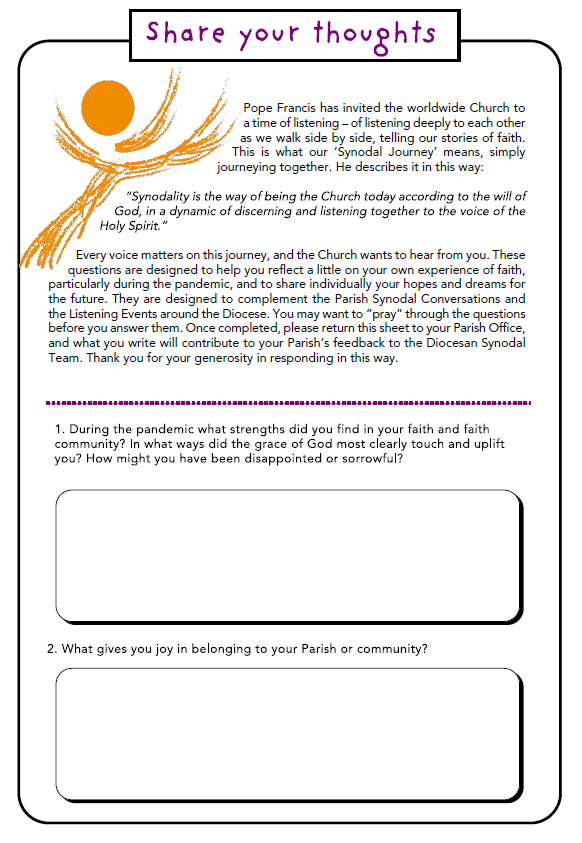 Share your thoughts
Pope Francis has invited the worldwide Church to
a time of listening – of listening deeply to each other
as we walk side by side, telling our stories of faith.
This is what our ‘Synodal Journey’ means, simply
journeying together. He describes it in this way:
“Synodality is the way of being the Church today according to the will of
God, in a dynamic of discerning and listening together to the voice of the
Holy Spirit.”
Every voice matters on this journey, and the Church wants to hear from you. These
questions are designed to help you reflect a little on your own experience of faith,
particularly during the pandemic, and to share individually your hopes and dreams for
the future. They are designed to complement the Parish Synodal Conversations and
the Listening Events around the Diocese. You may want to “pray” through the questions
before you answer them. Once completed, please return this sheet to your Parish Office,
and what you write will contribute to your Parish’s feedback to the Diocesan Synodal
Team. Thank you for your generosity in responding in this way.
1. During the pandemic what strengths did you find in your faith and faith
community? In what ways did the grace of God most clearly touch and uplift
you? How might you have been disappointed or sorrowful?
2. What gives you joy in belonging to your Parish or community?